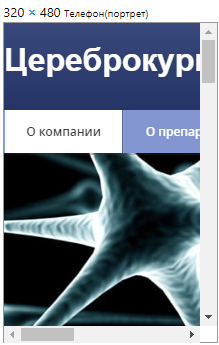 320 × 480 Телефон(портрет)
Цереброкур
О компании
О препар